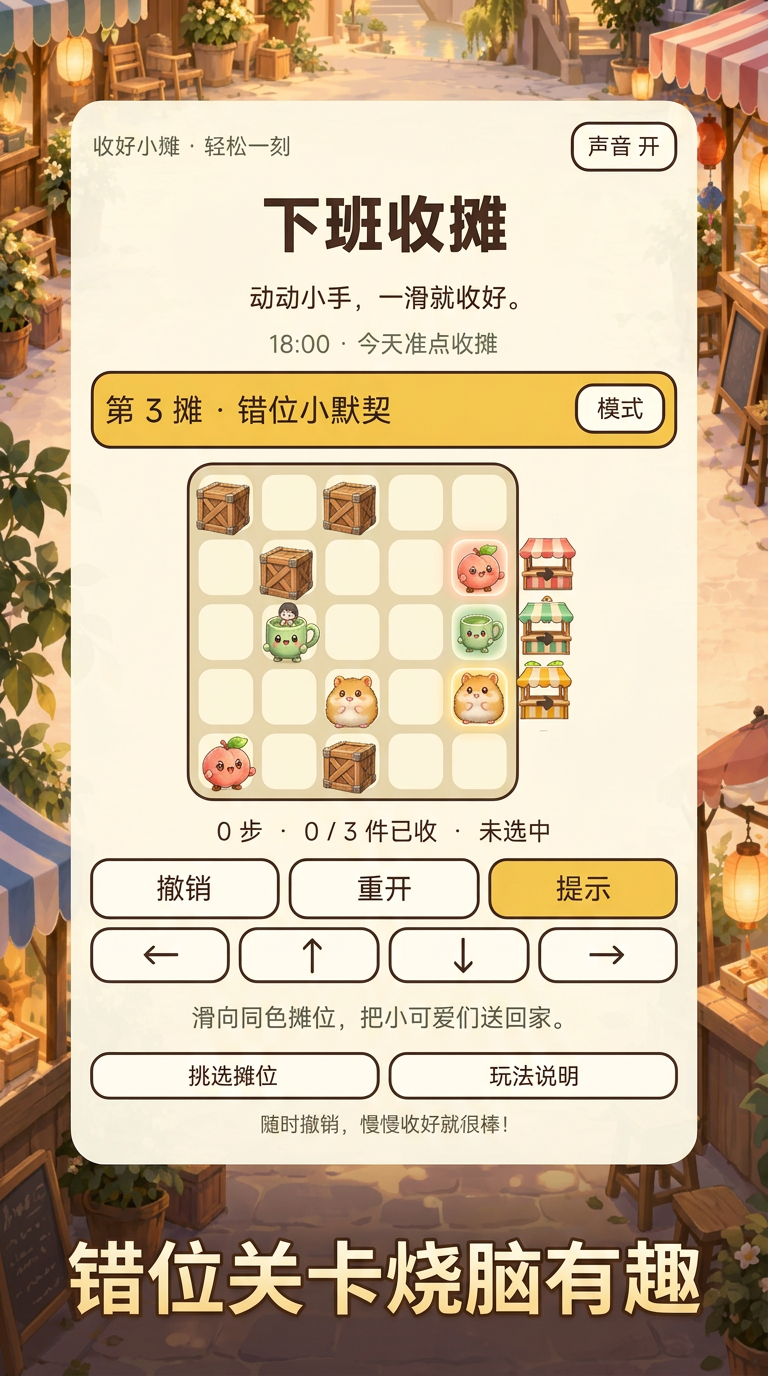 收好小摊 · 轻松一刻
声音 开
下班收摊
动动小手，一滑就收好。
18:00 · 今天准点收摊
第 3 摊 · 错位小默契
模式
0 步 · 0 / 3 件已收 · 未选中
撤销
重开
提示
← ↑ ↓ →
滑向同色摊位，把小可爱们送回家。
挑选摊位
玩法说明
随时撤销，慢慢收好就很棒！
错位关卡烧脑有趣